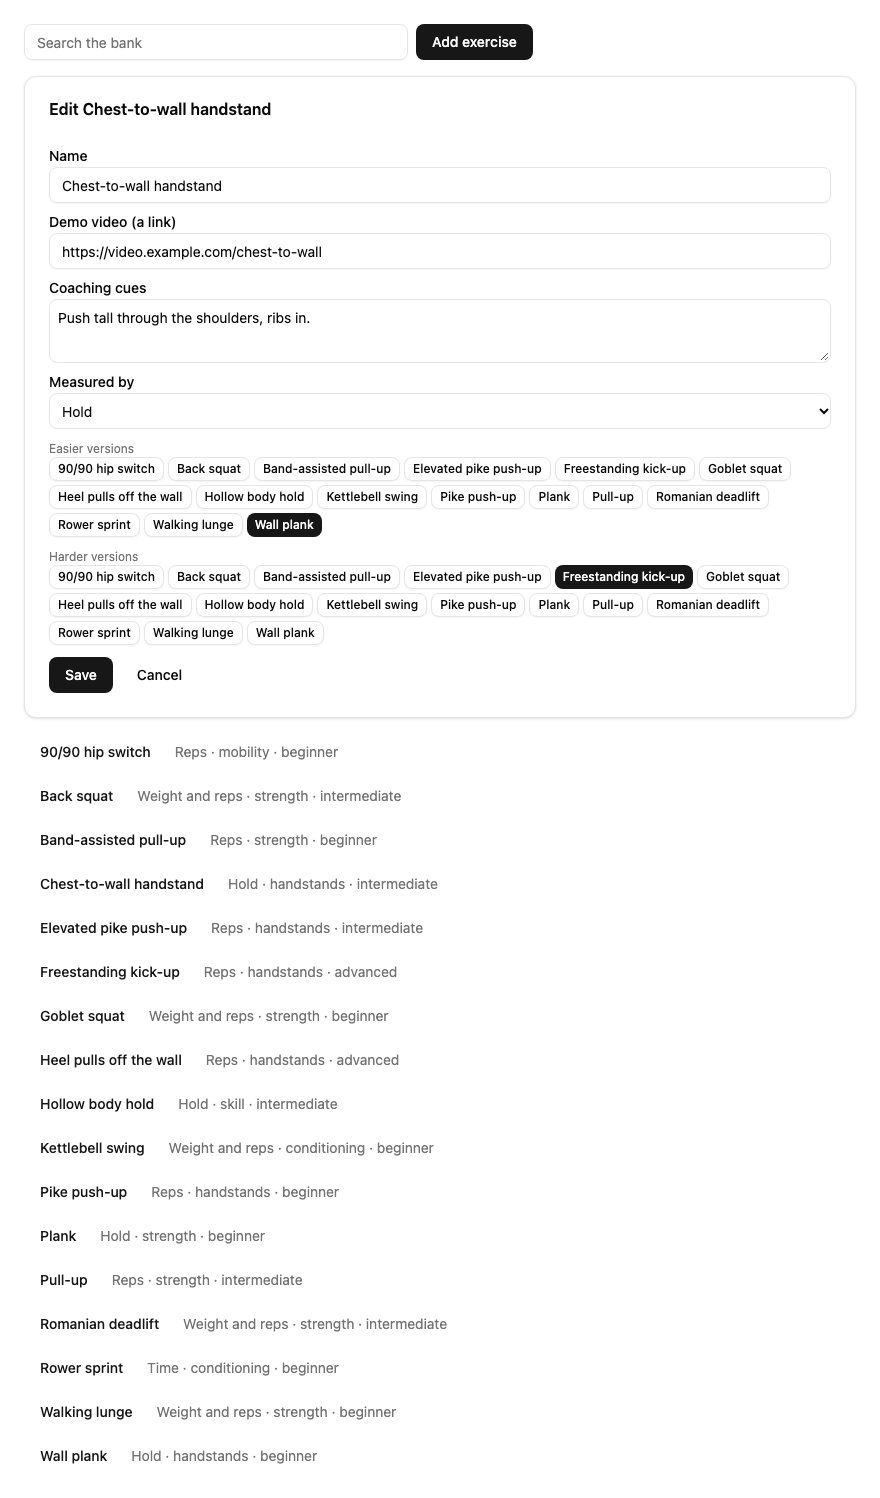 Search the bank
Add exercise
Edit Chest-to-wall handstand
Name
Chest-to-wall handstand
Demo video (a link)
https://video.example.com/chest-to-wall
Coaching cues
Push tall through the shoulders, ribs in.
Measured by
Hold
Easier versions
90/90 hip switch Back squat Band-assisted pull-up Elevated pike push-up Freestanding kick-up Goblet squat
Heel pulls off the wall Hollow body hold Kettlebell swing Pike push-up Plank Pull-up Romanian deadlift
Rower sprint Walking lunge Wall plank
Harder versions
90/90 hip switch Back squat Band-assisted pull-up Elevated pike push-up Freestanding kick-up Goblet squat
Heel pulls off the wall Hollow body hold Kettlebell swing Pike push-up Plank Pull-up Romanian deadlift
Rower sprint Walking lunge Wall plank
Save Cancel
90/90 hip switch Reps · mobility · beginner
Back squat Weight and reps · strength · intermediate
Band-assisted pull-up Reps · strength · beginner
Chest-to-wall handstand Hold · handstands · intermediate
Elevated pike push-up Reps · handstands · intermediate
Freestanding kick-up Reps · handstands · advanced
Goblet squat Weight and reps · strength · beginner
Heel pulls off the wall Reps · handstands · advanced
Hollow body hold Hold · skill · intermediate
Kettlebell swing Weight and reps · conditioning · beginner
Pike push-up Reps · handstands · beginner
Plank Hold · strength · beginner
Pull-up Reps · strength · intermediate
Romanian deadlift Weight and reps · strength · intermediate
Rower sprint Time · conditioning · beginner
Walking lunge Weight and reps · strength · beginner
Wall plank Hold · handstands · beginner